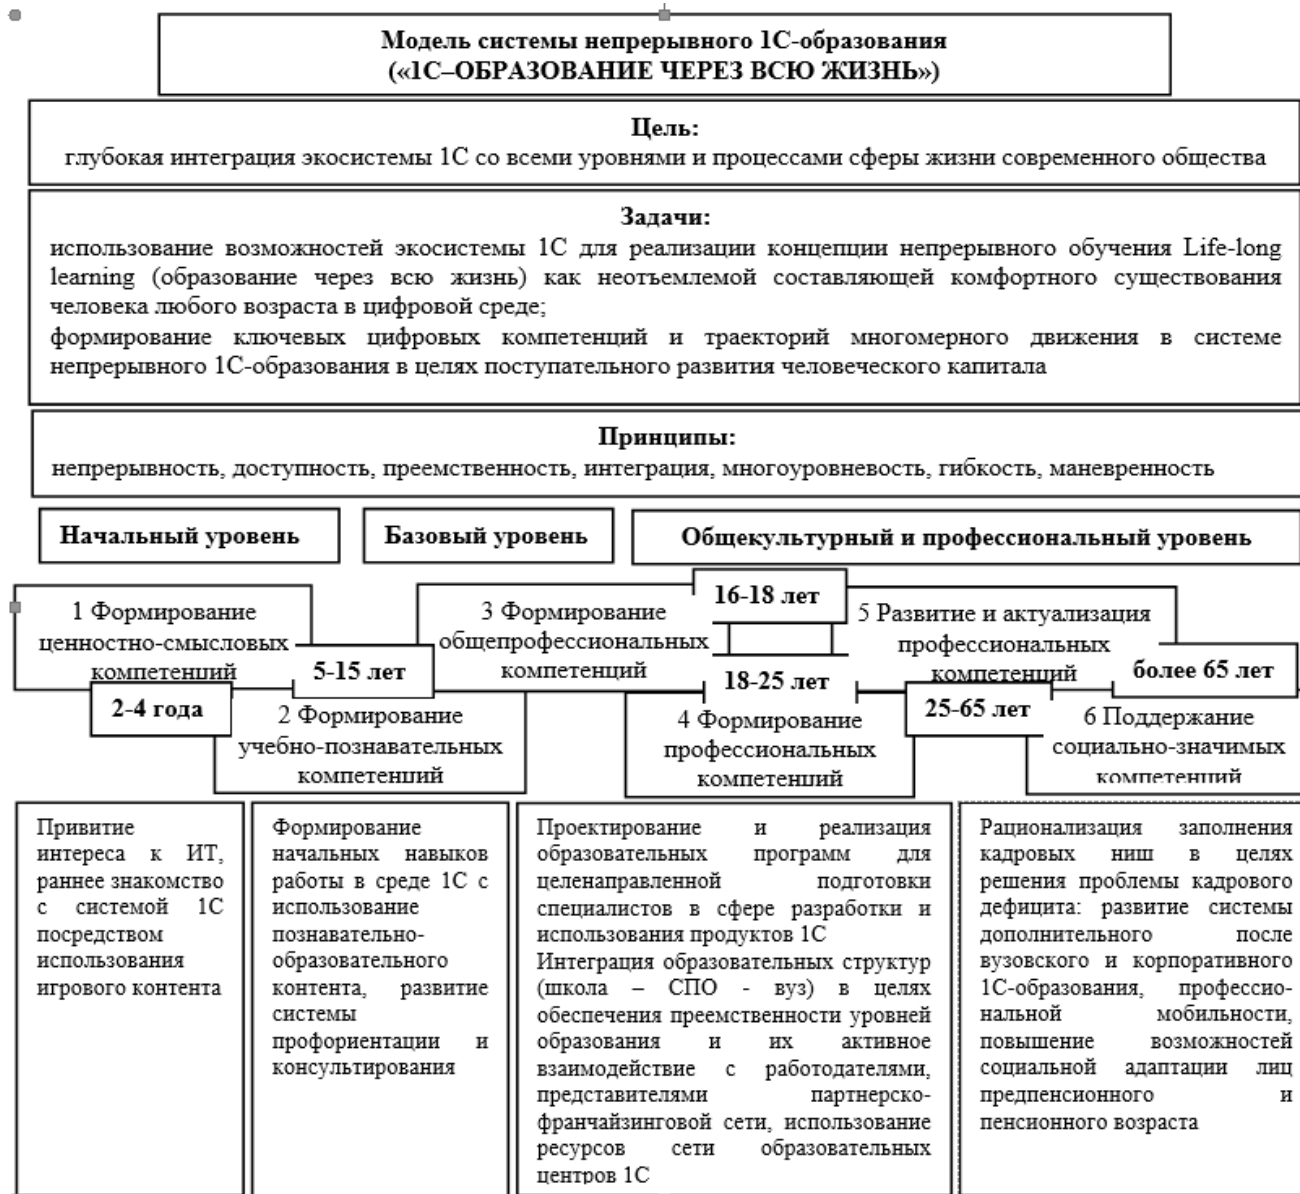 Модель системы непрерывного 1С-образования
(«1С–ОБРАЗОВАНИЕ ЧЕРЕЗ ВСЮ ЖИЗНЬ»)
Цель:
глубокая интеграция экосистемы 1С со всеми уровнями и процессами сферы жизни современного общества
Задачи:
использование возможностей экосистемы 1С для реализации концепции непрерывного обучения Life-long
learning (образование через всю жизнь) как неотъемлемой составляющей комфортного существования
человека любого возраста в цифровой среде;
формирование ключевых цифровых компетенций и траекторий многомерного движения в системе
непрерывного 1С-образования в целях поступательного развития человеческого капитала
Принципы:
непрерывность, доступность, преемственность, интеграция, многоуровневость, гибкость, маневренность
Начальный уровень
Базовый уровень
Общекультурный и профессиональный уровень
1 Формирование
ценностно-смысловых
компетенций
2-4 года
5-15 лет
2 Формирование
учебно-познавательных
компетенций
3 Формирование
общепрофессиональных
компетенций
16-18 лет
18-25 лет
4 Формирование
профессиональных
компетенций
5 Развитие и актуализация
профессиональных
компетенций
25-65 лет
более 65 лет
6 Поддержание
социально-значимых
компетенций
Привитие
интереса к ИТ,
раннее знакомство
с системой 1С
посредством
использования
игрового контента
Формирование
начальных навыков
работы в среде 1С с
использование
познавательно-
образовательного
контента, развитие
системы
профориентации и
консультирования
Проектирование и реализация
образовательных программ для
целенаправленной подготовки
специалистов в сфере разработки и
использования продуктов 1С
Интеграция образовательных структур
(школа – СПО - вуз) в целях
обеспечения преемственности уровней
образования и их активное
взаимодействие с работодателями,
представителями партнерско-
франчайзинговой сети, использование
ресурсов сети образовательных
центров 1С
Рационализация заполнения
кадровых ниш в целях
решения проблемы кадрового
дефицита: развитие системы
дополнительного после
вузовского и корпоративного
1С-образования, профессио-
нальной мобильности,
повышение возможностей
социальной адаптации лиц
предпенсионного и
пенсионного возраста